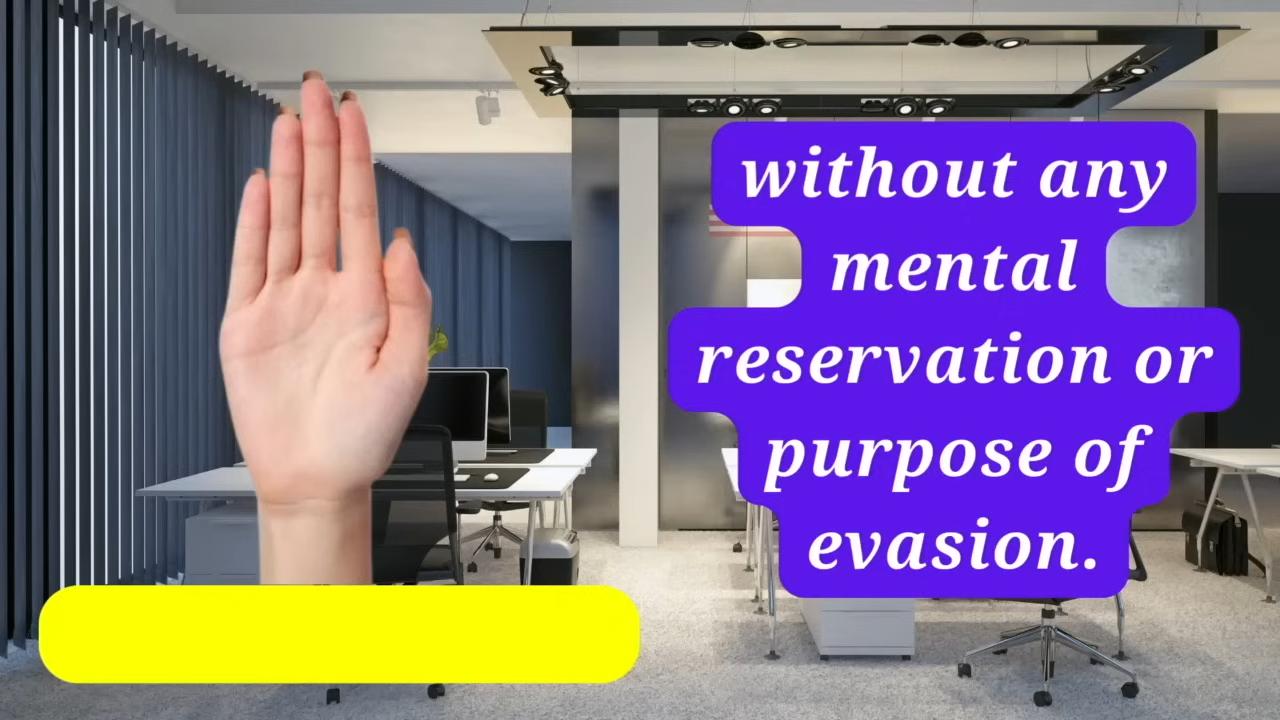 without any
mental
reservation or
purpose of
evasion.